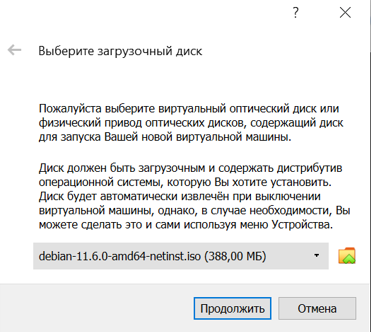 ?
Выберите загрузочный диск
Пожалуйста выберите виртуальный оптический диск или
физический привод оптических дисков, содержащий диск
для запуска Вашей новой виртуальной машины.
Диск должен быть загрузочным и содержать дистрибутив
операционной системы, которую Вы хотите установить.
Диск будет автоматически извлечён при выключении
виртуальной машины, однако, в случае необходимости, Вы
можете сделать это и сами используя меню Устройства.
debian-11.6.0-amd64-netinst.iso (388,00 МБ)
Продолжить Отмена